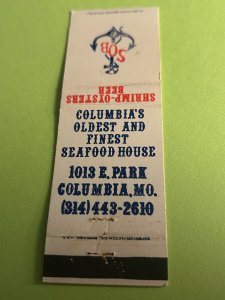 SOB
SHRIMP-OYSTERS
BEER
COLUMBIA'S
OLDEST AND
FINEST
SEAFOOD HOUSE
1013 E. PARK
COLUMBIA, MO.
(314) 443-2610